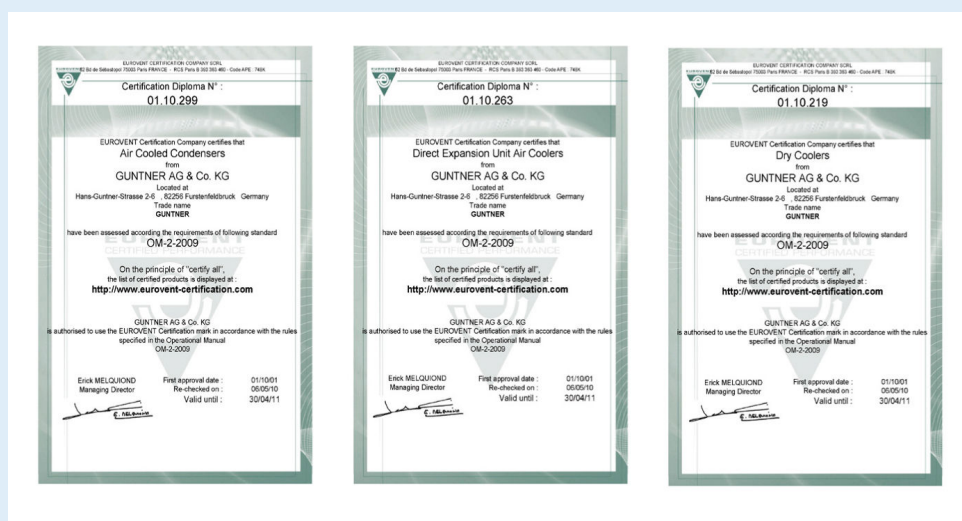 EUROVENT CERTIFICATION COMPANY SCRL
Certification Diploma N° :
01.10.299
EUROVENT Certification Company certifies that
Air Cooled Condensers
from
GUNTNER AG & Co. KG
Located at
Hans-Guntner-Strasse 2-6 , 82256 Furstenfeldbruck Germany
Trade name
GUNTNER
have been assessed according the requirements of following standard
OM-2-2009
On the principle of "certify all",
the list of certified products is displayed at :
http://www.eurovent-certification.com
GUNTNER AG & Co. KG
is authorised to use the EUROVENT Certification mark in accordance with the rules
specified in the Operational Manual
OM-2-2009
Erick MELQUIOND First approval date : 01/10/01
Managing Director Re-checked on : 06/05/10
Valid until : 30/04/11
EUROVENT CERTIFICATION COMPANY SCRL
Certification Diploma N° :
01.10.263
EUROVENT Certification Company certifies that
Direct Expansion Unit Air Coolers
from
GUNTNER AG & Co. KG
Located at
Hans-Guntner-Strasse 2-6 , 82256 Furstenfeldbruck Germany
Trade name
GUNTNER
have been assessed according the requirements of following standard
OM-2-2009
On the principle of "certify all",
the list of certified products is displayed at :
http://www.eurovent-certification.com
GUNTNER AG & Co. KG
is authorised to use the EUROVENT Certification mark in accordance with the rules
specified in the Operational Manual
OM-2-2009
Erick MELQUIOND First approval date : 01/10/01
Managing Director Re-checked on : 06/05/10
Valid until : 30/04/11
EUROVENT CERTIFICATION COMPANY SCRL
Certification Diploma N° :
01.10.219
EUROVENT Certification Company certifies that
Dry Coolers
from
GUNTNER AG & Co. KG
Located at
Hans-Guntner-Strasse 2-6 , 82256 Furstenfeldbruck Germany
Trade name
GUNTNER
have been assessed according the requirements of following standard
OM-2-2009
On the principle of "certify all",
the list of certified products is displayed at :
http://www.eurovent-certification.com
GUNTNER AG & Co. KG
is authorised to use the EUROVENT Certification mark in accordance with the rules
specified in the Operational Manual
OM-2-2009
Erick MELQUIOND First approval date : 01/10/01
Managing Director Re-checked on : 06/05/10
Valid until : 30/04/11